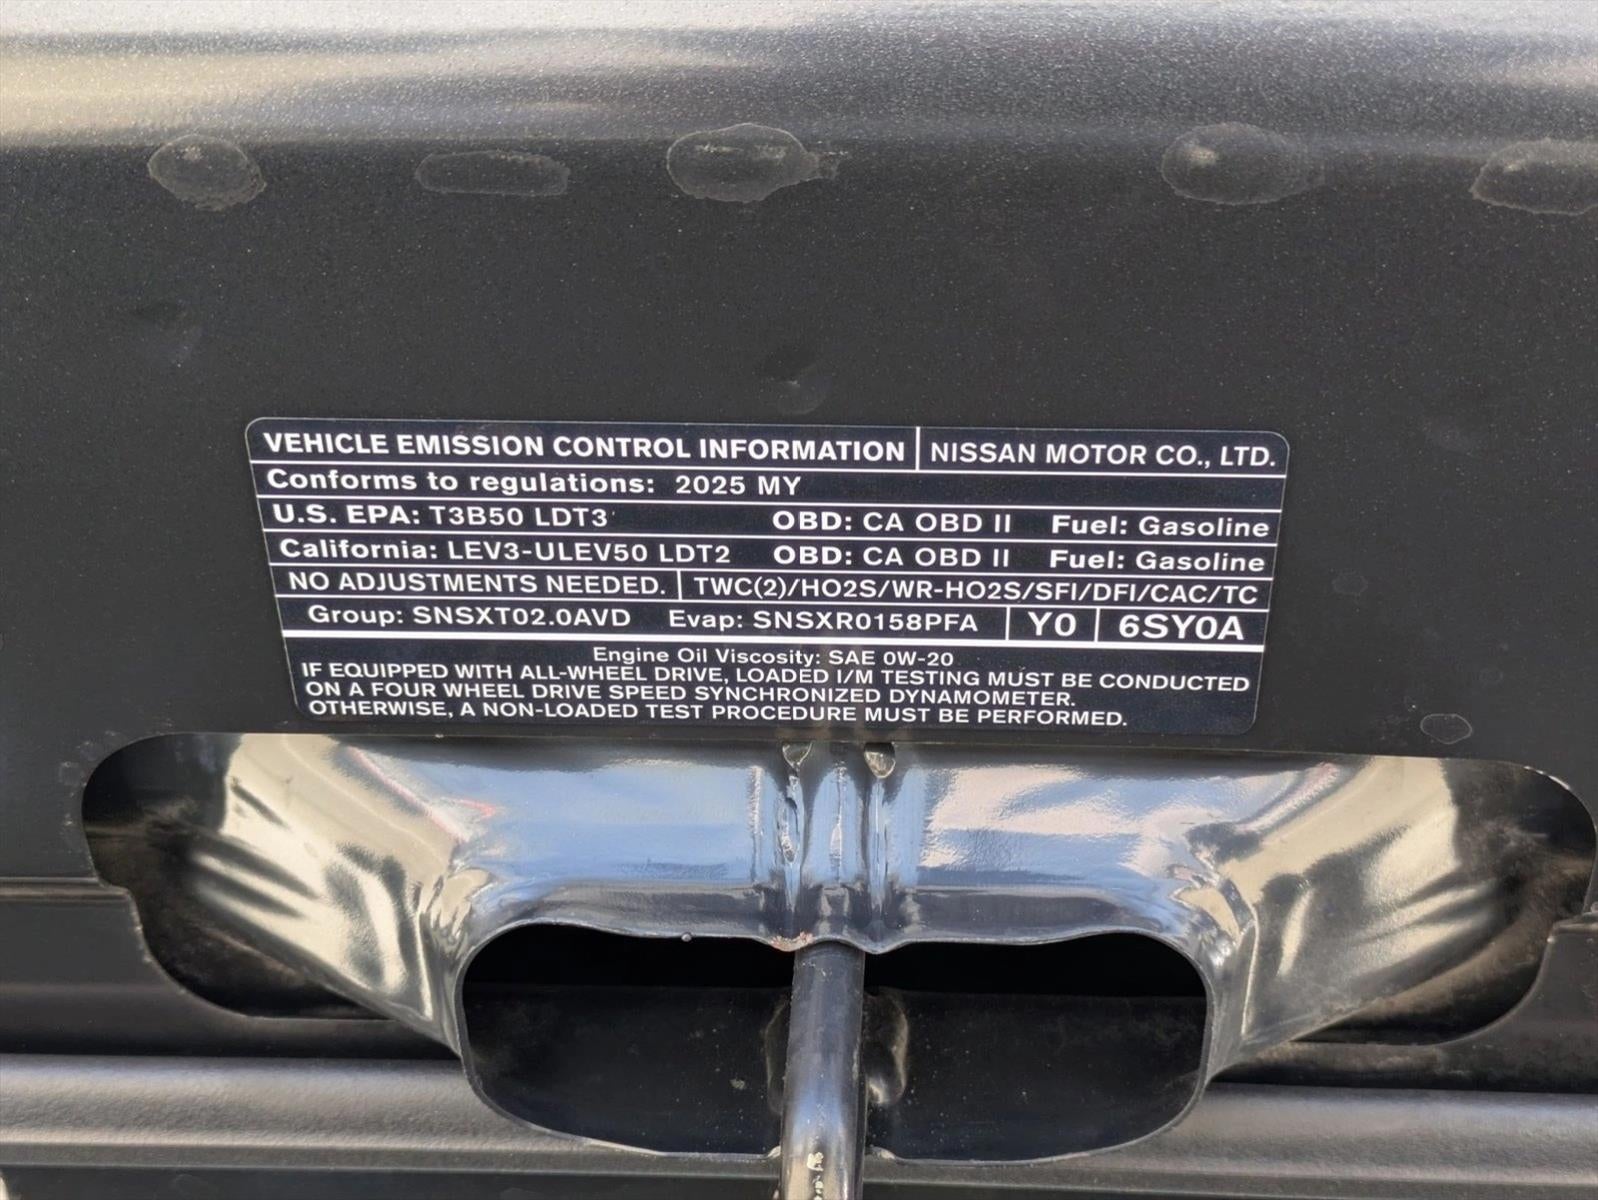 VEHICLE EMISSION CONTROL INFORMATION NISSAN MOTOR CO., LTD.
Conforms to regulations: 2025 MY
U.S. EPA: T3B50 LDT3 OBD: CA OBD II Fuel: Gasoline
California: LEV3-ULEV50 LDT2 OBD: CA OBD II Fuel: Gasoline
NO ADJUSTMENTS NEEDED. TWC(2)/HO2S/WR-HO2S/SFI/DFI/CAC/TC
Group: SNSXT02.0AVD Evap: SNSXR0158PFA Y0 6SY0A
Engine Oil Viscosity: SAE 0W-20
IF EQUIPPED WITH ALL-WHEEL DRIVE, LOADED I/M TESTING MUST BE CONDUCTED
ON A FOUR WHEEL DRIVE SPEED SYNCHRONIZED DYNAMOMETER.
OTHERWISE, A NON-LOADED TEST PROCEDURE MUST BE PERFORMED.